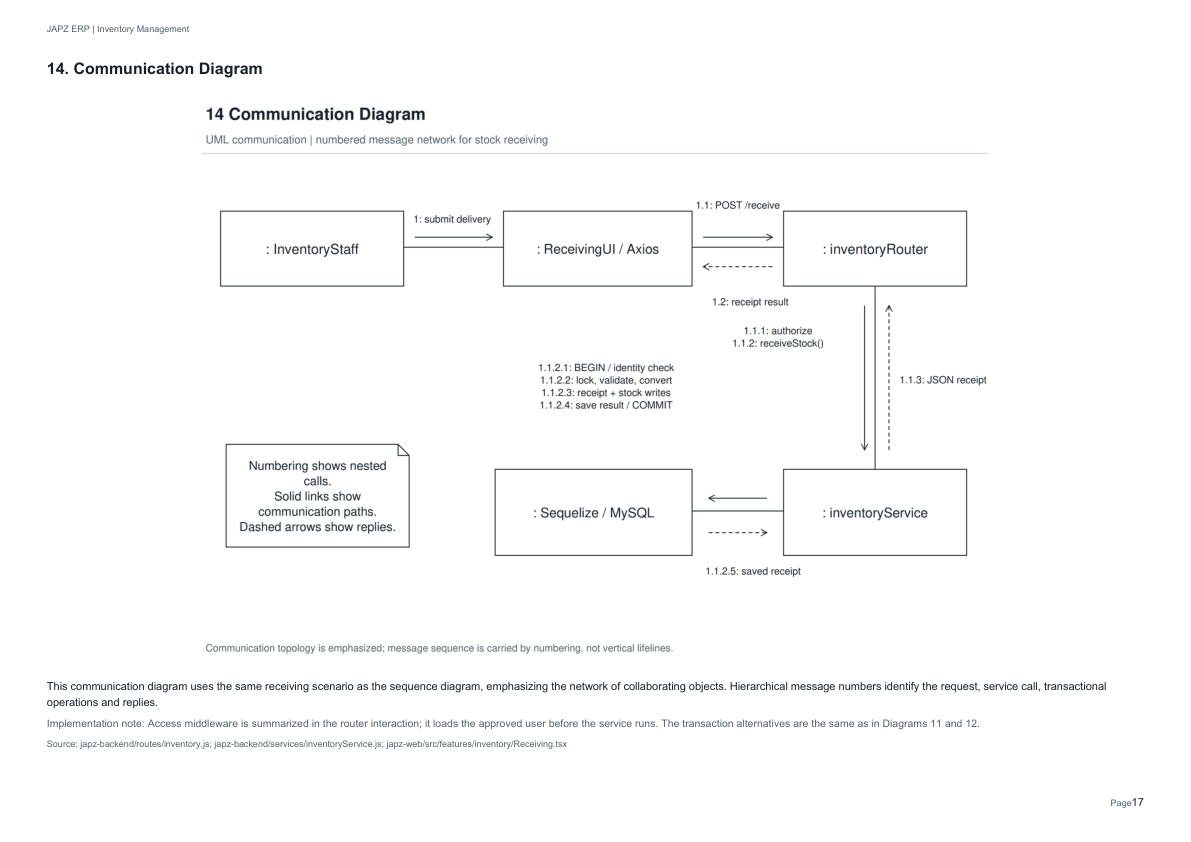 JAPZ ERP | Inventory Management
14. Communication Diagram
14 Communication Diagram
UML communication | numbered message network for stock receiving
1.1: POST /receive
1: submit delivery
: InventoryStaff
: ReceivingUI / Axios
: inventoryRouter
1.2: receipt result
1.1.1: authorize
1.1.2: receiveStock()
1.1.2.1: BEGIN / identity check
1.1.2.2: lock, validate, convert
1.1.2.3: receipt + stock writes
1.1.2.4: save result / COMMIT
1.1.3: JSON receipt
Numbering shows nested
calls.
Solid links show
communication paths.
Dashed arrows show replies.
: Sequelize / MySQL
: inventoryService
1.1.2.5: saved receipt
Communication topology is emphasized; message sequence is carried by numbering, not vertical lifelines.
This communication diagram uses the same receiving scenario as the sequence diagram, emphasizing the network of collaborating objects. Hierarchical message numbers identify the request, service call, transactional
operations and replies.
Implementation note: Access middleware is summarized in the router interaction; it loads the approved user before the service runs. The transaction alternatives are the same as in Diagrams 11 and 12.
Source: japz-backend/routes/inventory.js; japz-backend/services/inventoryService.js; japz-web/src/features/inventory/Receiving.tsx
Page17